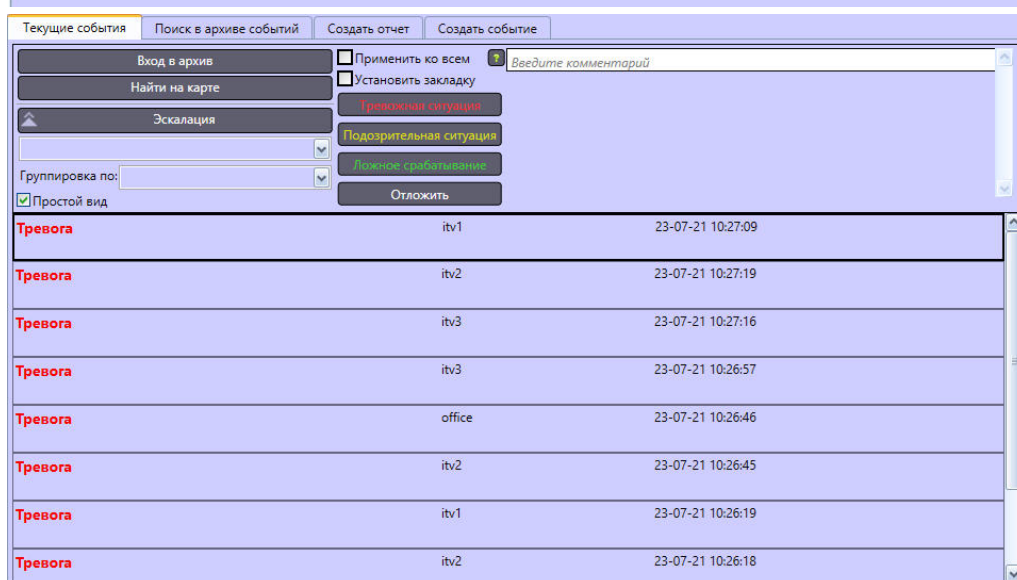 Текущие события Поиск в архиве событий Создать отчет Создать событие
Вход в архив
Найти на карте
Эскалация
Группировка по:
Простой вид
Применить ко всем ? Введите комментарий
Установить закладку
Тревожная ситуация
Подозрительная ситуация
Ложное срабатывание
Отложить
Тревога itv1 23-07-21 10:27:09
Тревога itv2 23-07-21 10:27:19
Тревога itv3 23-07-21 10:27:16
Тревога itv3 23-07-21 10:26:57
Тревога office 23-07-21 10:26:46
Тревога itv2 23-07-21 10:26:45
Тревога itv1 23-07-21 10:26:19
Тревога itv2 23-07-21 10:26:18